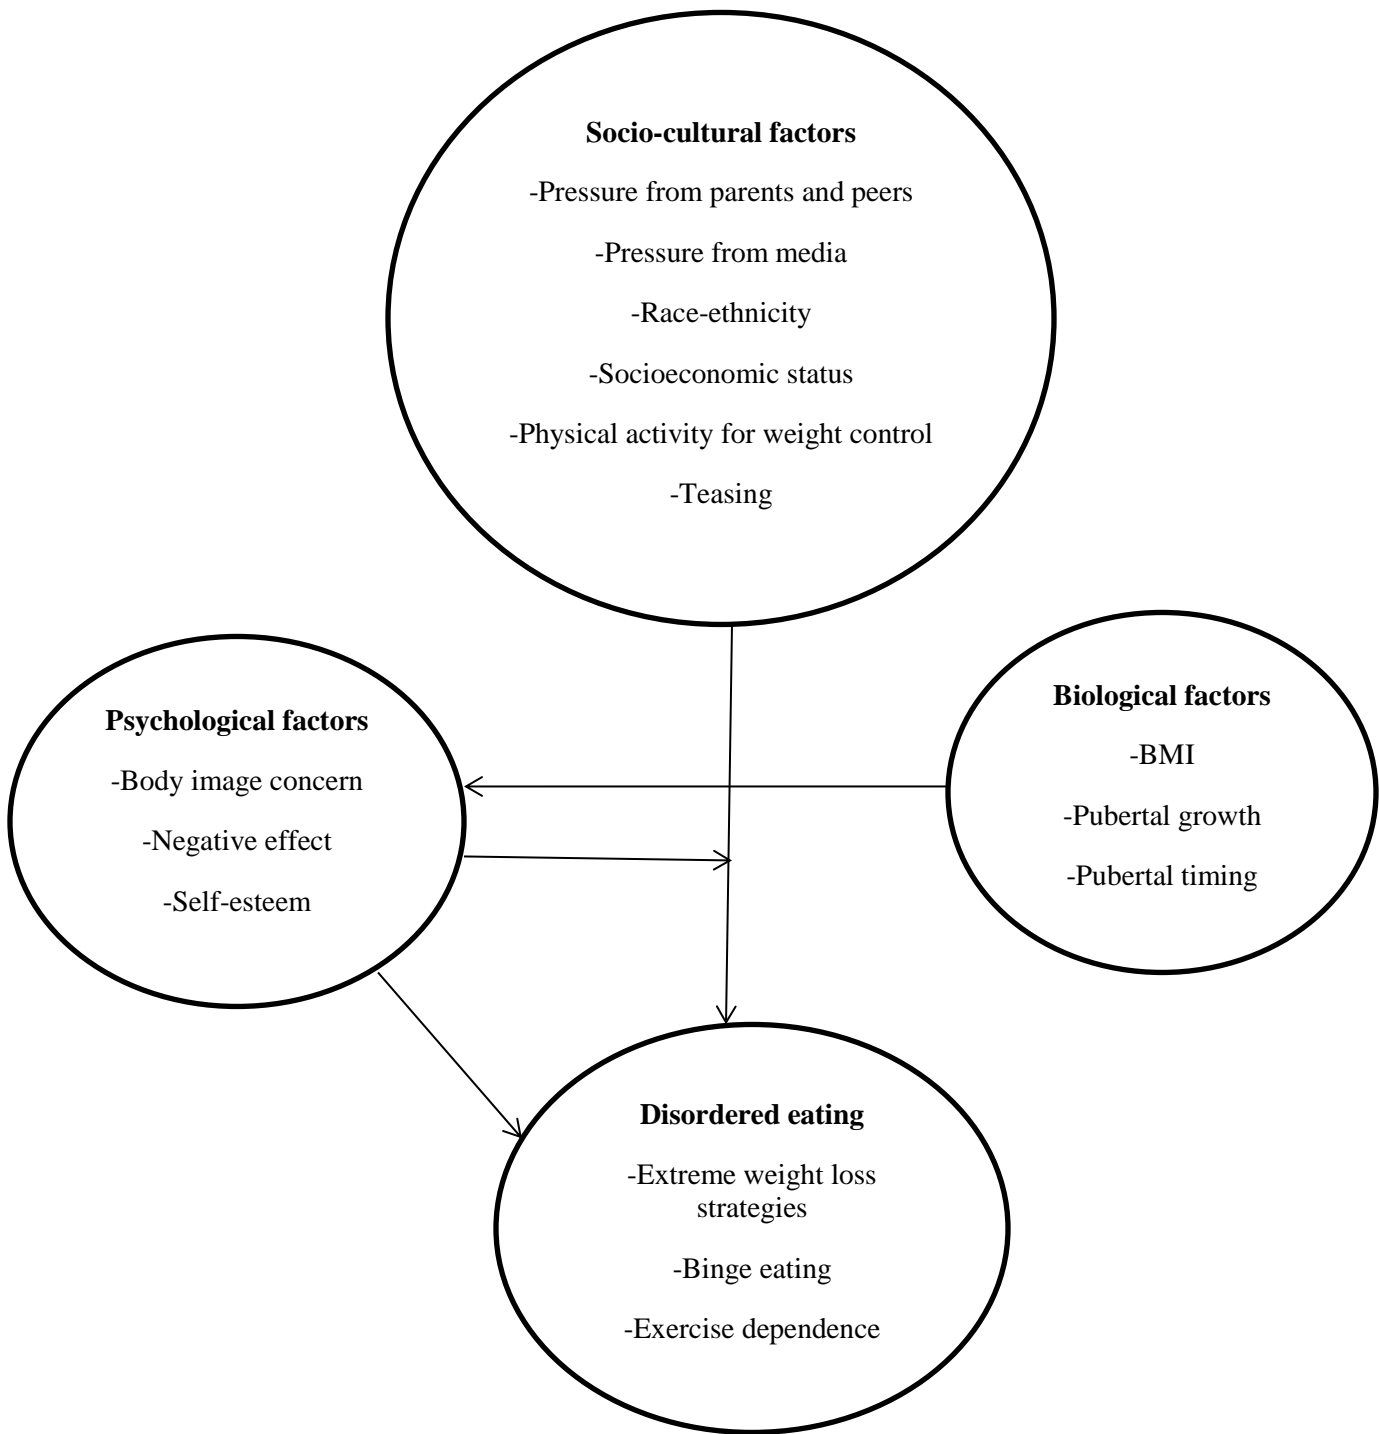 Socio-cultural factors
-Pressure from parents and peers
-Pressure from media
-Race-ethnicity
-Socioeconomic status
-Physical activity for weight control
-Teasing
Psychological factors
-Body image concern
-Negative effect
-Self-esteem
Biological factors
-BMI
-Pubertal growth
-Pubertal timing
Disordered eating
-Extreme weight loss
strategies
-Binge eating
-Exercise dependence